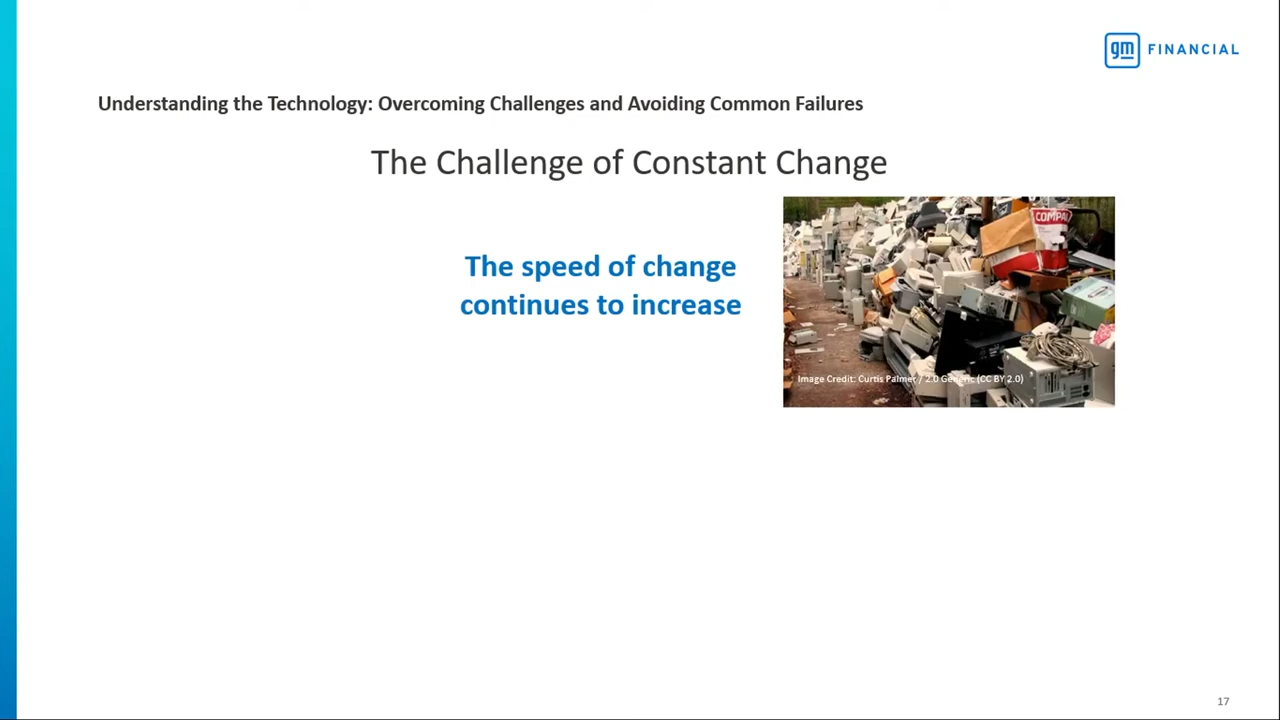 gm FINANCIAL
Understanding the Technology: Overcoming Challenges and Avoiding Common Failures
The Challenge of Constant Change
The speed of change
continues to increase
COMPA
Image Credit: Curtis Palmer / 2.0 Generic (CC BY 2.0)
17